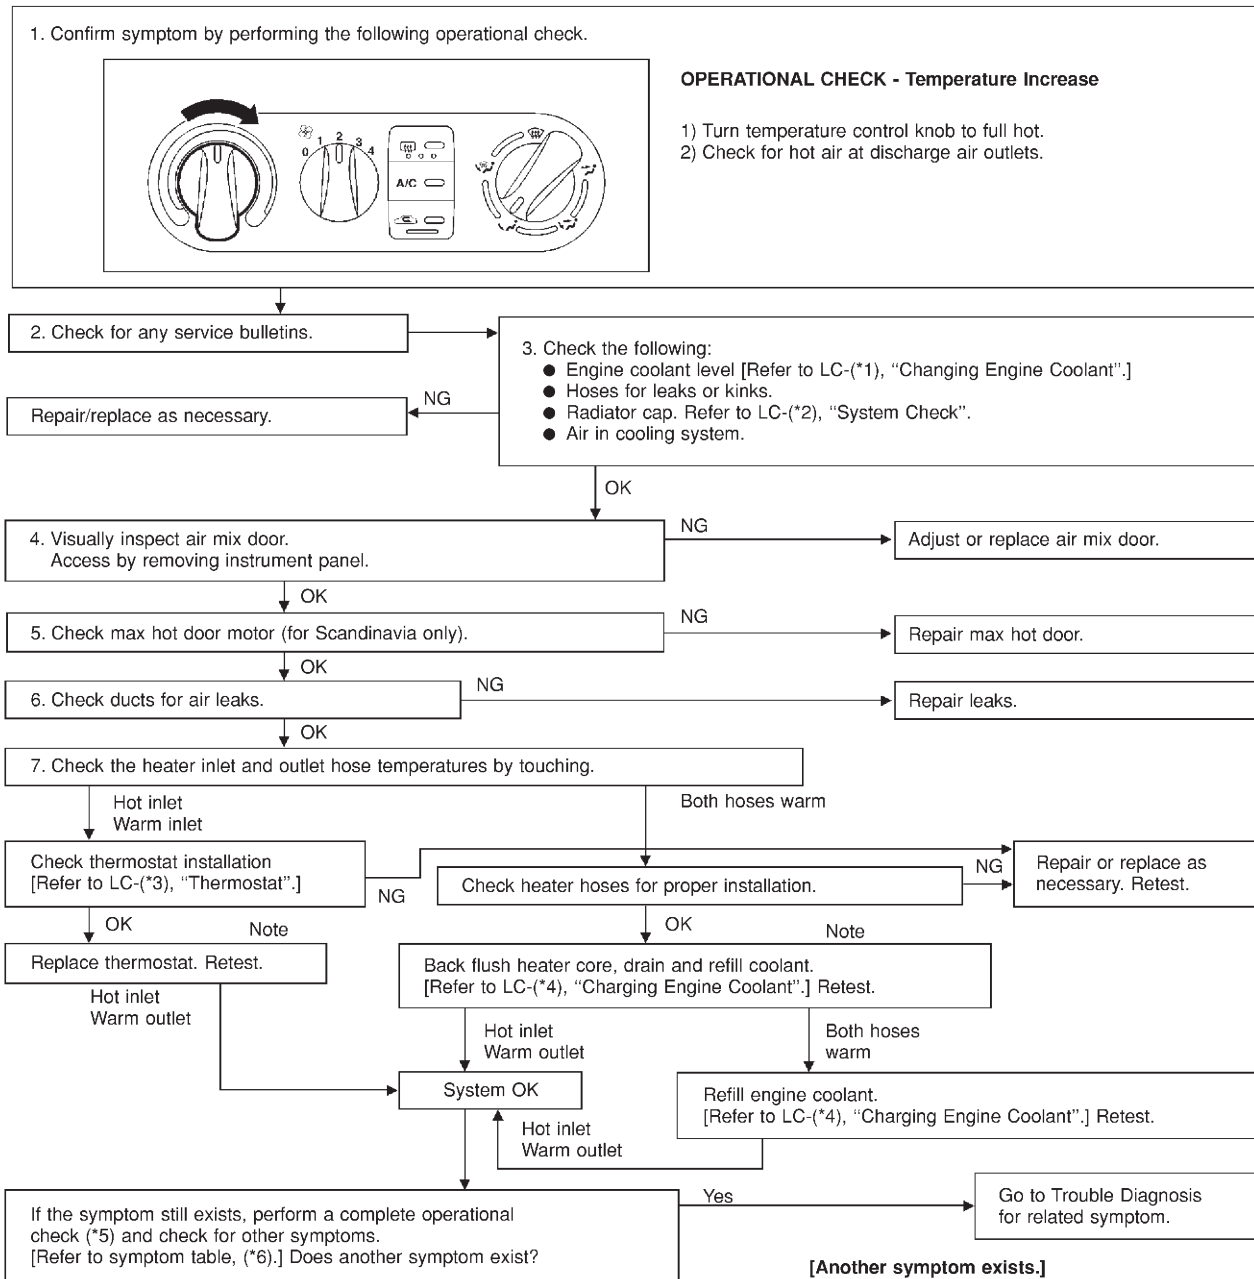 1. Confirm symptom by performing the following operational check.
OPERATIONAL CHECK - Temperature Increase
1) Turn temperature control knob to full hot.
2) Check for hot air at discharge air outlets.
0 1 2 3 4
A/C
2. Check for any service bulletins.
3. Check the following:
● Engine coolant level [Refer to LC-(*1), “Changing Engine Coolant”.]
● Hoses for leaks or kinks.
● Radiator cap. Refer to LC-(*2), “System Check”.
● Air in cooling system.
NG
Repair/replace as necessary.
OK
4. Visually inspect air mix door.
Access by removing instrument panel.
NG
Adjust or replace air mix door.
OK
5. Check max hot door motor (for Scandinavia only).
NG
Repair max hot door.
OK
6. Check ducts for air leaks.
NG
Repair leaks.
OK
7. Check the heater inlet and outlet hose temperatures by touching.
Hot inlet
Warm inlet
Both hoses warm
Check thermostat installation
[Refer to LC-(*3), “Thermostat”.]
NG
Check heater hoses for proper installation.
NG
Repair or replace as
necessary. Retest.
OK
Note
OK
Note
Replace thermostat. Retest.
Back flush heater core, drain and refill coolant.
[Refer to LC-(*4), “Charging Engine Coolant”.] Retest.
Hot inlet
Warm outlet
Hot inlet
Warm outlet
Both hoses
warm
System OK
Refill engine coolant.
[Refer to LC-(*4), “Charging Engine Coolant”.] Retest.
Hot inlet
Warm outlet
If the symptom still exists, perform a complete operational
check (*5) and check for other symptoms.
[Refer to symptom table, (*6).] Does another symptom exist?
Yes
Go to Trouble Diagnosis
for related symptom.
[Another symptom exists.]